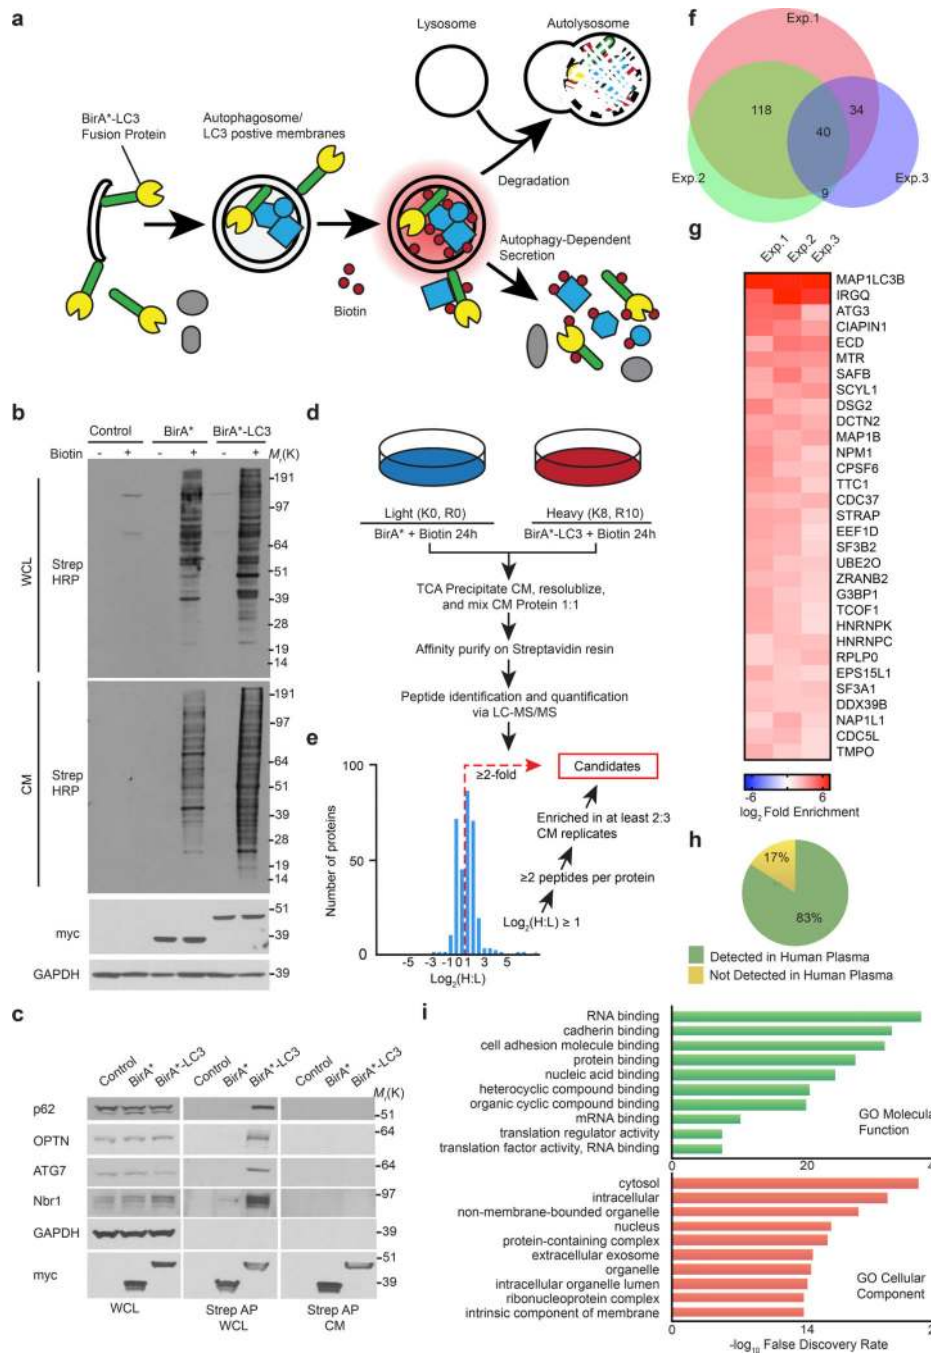 a
Lysosome
Autolysosome
BirA*-LC3
Fusion Protein
Autophagosome/
LC3 postive membranes
Degradation
Autophagy-Dependent
Secretion
Biotin
b
Control
BirA*
BirA*-LC3
Biotin
-
+
-
+
-
+
Mr(K)
WCL
Strep
HRP
191
97
64
51
39
28
19
14
CM
Strep
HRP
191
97
64
51
39
28
19
14
myc
51
39
GAPDH
39
c
Control
BirA*
BirA*-LC3
Control
BirA*
BirA*-LC3
Control
BirA*
BirA*-LC3
Mr(K)
p62
51
OPTN
64
ATG7
64
Nbr1
97
GAPDH
39
myc
51
39
WCL
Strep AP
WCL
Strep AP
CM
d
Light (K0, R0)
BirA* + Biotin 24h
Heavy (K8, R10)
BirA*-LC3 + Biotin 24h
TCA Precipitate CM, resolublize,
and mix CM Protein 1:1
Affinity purify on Streptavidin resin
Peptide identification and quantification
via LC-MS/MS
e
100
50
0
Number of proteins
-5 -3 -1 0 1 3 5
Log2(H:L)
≥2-fold
Candidates
Enriched in at least 2:3
CM replicates
≥2 peptides per protein
Log2(H:L) ≥ 1
f
Exp.1
118
34
40
Exp.2
9
Exp.3
g
Exp.1
Exp.2
Exp.3
MAP1LC3B
IRGQ
ATG3
CIAPIN1
ECD
MTR
SAFB
SCYL1
DSG2
DCTN2
MAP1B
NPM1
CPSF6
TTC1
CDC37
STRAP
EEF1D
SF3B2
UBE2O
ZRANB2
G3BP1
TCOF1
HNRNPK
HNRNPC
RPLP0
EPS15L1
SF3A1
DDX39B
NAP1L1
CDC5L
TMPO
-6
6
log2 Fold Enrichment
h
17%
83%
Detected in Human Plasma
Not Detected in Human Plasma
i
RNA binding
cadherin binding
cell adhesion molecule binding
protein binding
nucleic acid binding
heterocyclic compound binding
organic cyclic compound binding
mRNA binding
translation regulator activity
translation factor activity, RNA binding
GO Molecula
Function
0
20
4
cytosol
intracellular
non-membrane-bounded organelle
nucleus
protein-containing complex
extracellular exosome
organelle
intracellular organelle lumen
ribonucleoprotein complex
intrinsic component of membrane
GO Cellular
Component
0
14
2
-log10 False Discovery Rate